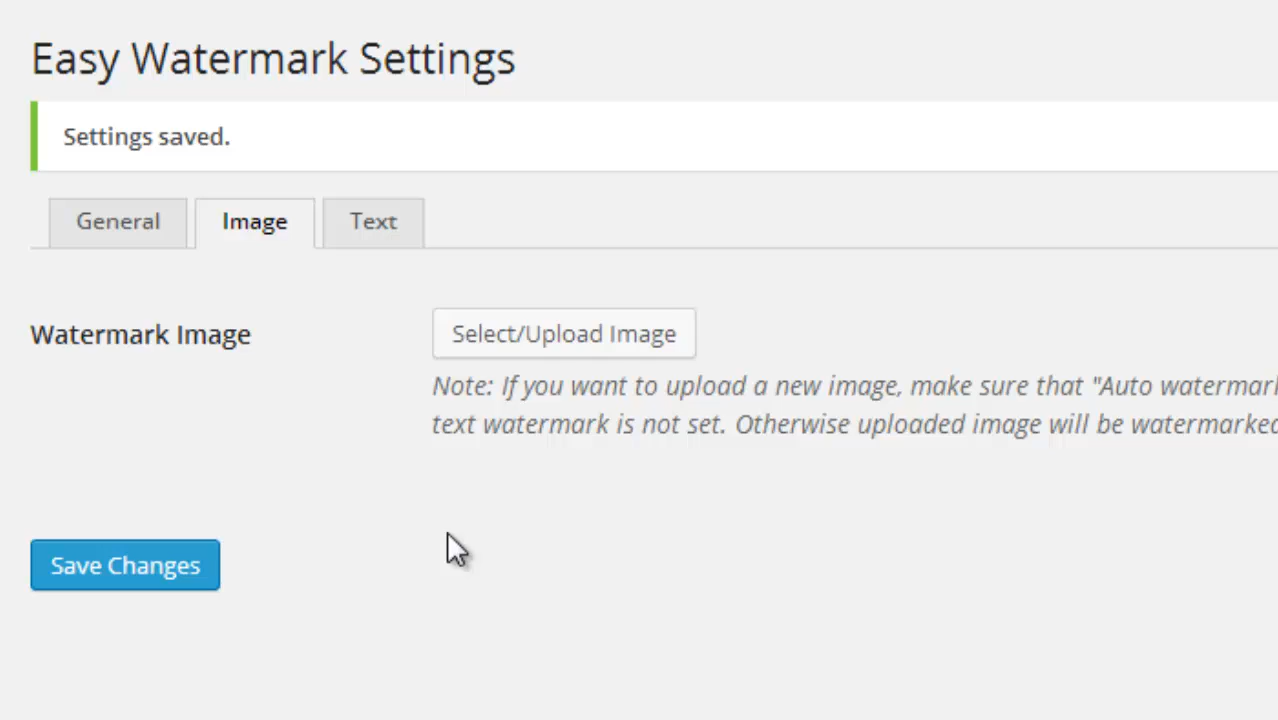 Easy Watermark Settings
Settings saved.
General Image Text
Watermark Image
Select/Upload Image
Note: If you want to upload a new image, make sure that "Auto watermark
text watermark is not set. Otherwise uploaded image will be watermarked
Save Changes